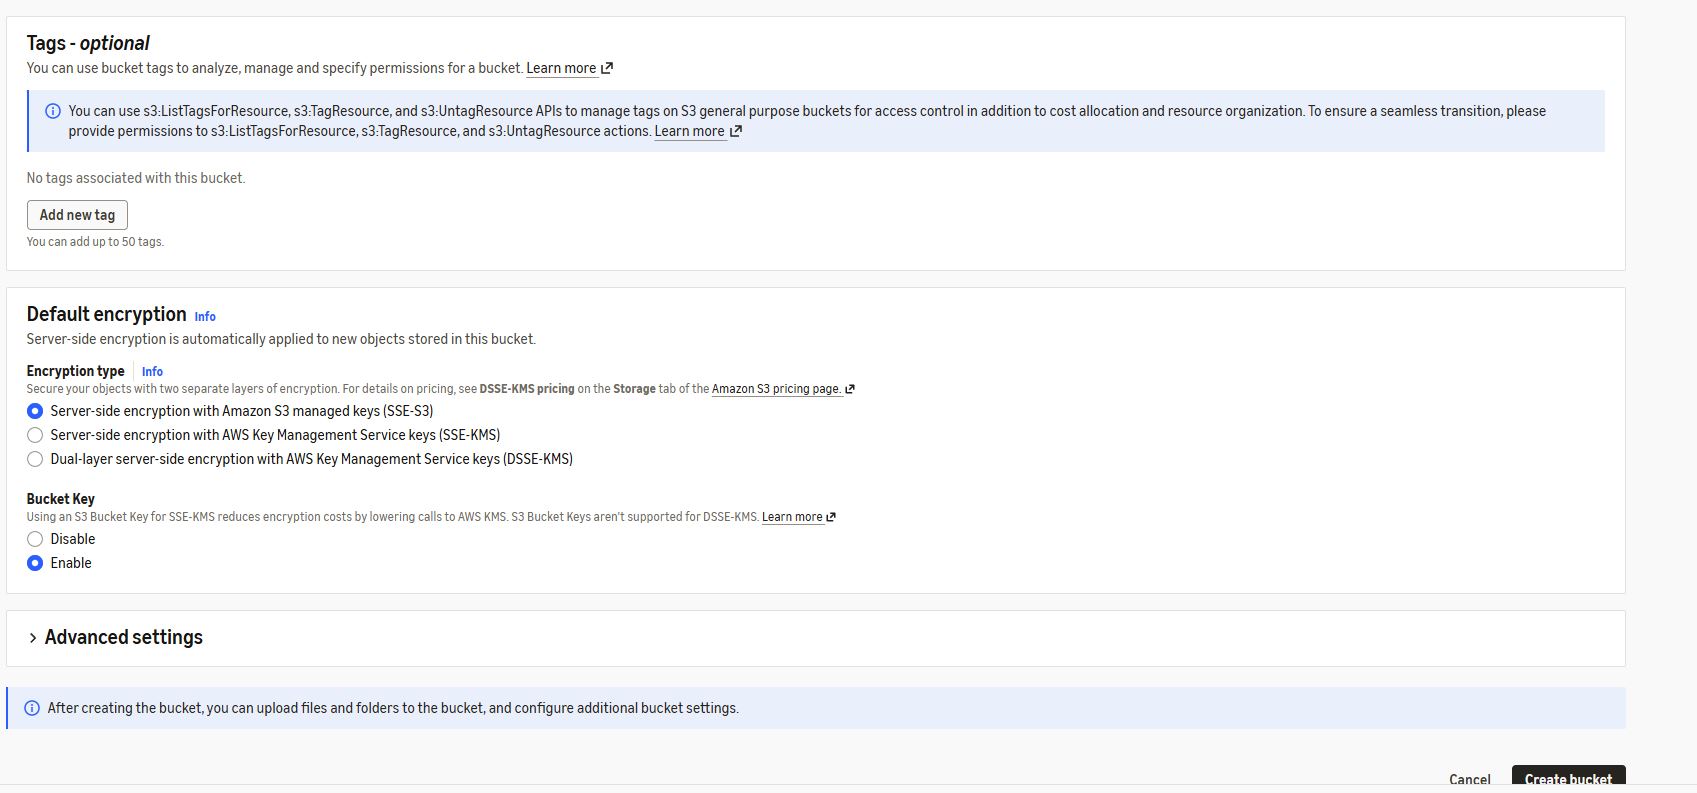 Tags - optional
You can use bucket tags to analyze, manage and specify permissions for a bucket. Learn more
You can use s3:ListTagsForResource, s3:TagResource, and s3:UntagResource APIs to manage tags on S3 general purpose buckets for access control in addition to cost allocation and resource organization. To ensure a seamless transition, please
provide permissions to s3:ListTagsForResource, s3:TagResource, and s3:UntagResource actions. Learn more
No tags associated with this bucket.
Add new tag
You can add up to 50 tags.
Default encryption Info
Server-side encryption is automatically applied to new objects stored in this bucket.
Encryption type Info
Secure your objects with two separate layers of encryption. For details on pricing, see DSSE-KMS pricing on the Storage tab of the Amazon S3 pricing page.
Server-side encryption with Amazon S3 managed keys (SSE-S3)
Server-side encryption with AWS Key Management Service keys (SSE-KMS)
Dual-layer server-side encryption with AWS Key Management Service keys (DSSE-KMS)
Bucket Key
Using an S3 Bucket Key for SSE-KMS reduces encryption costs by lowering calls to AWS KMS. S3 Bucket Keys aren't supported for DSSE-KMS. Learn more
Disable
Enable
Advanced settings
After creating the bucket, you can upload files and folders to the bucket, and configure additional bucket settings.
Cancel Create bucket